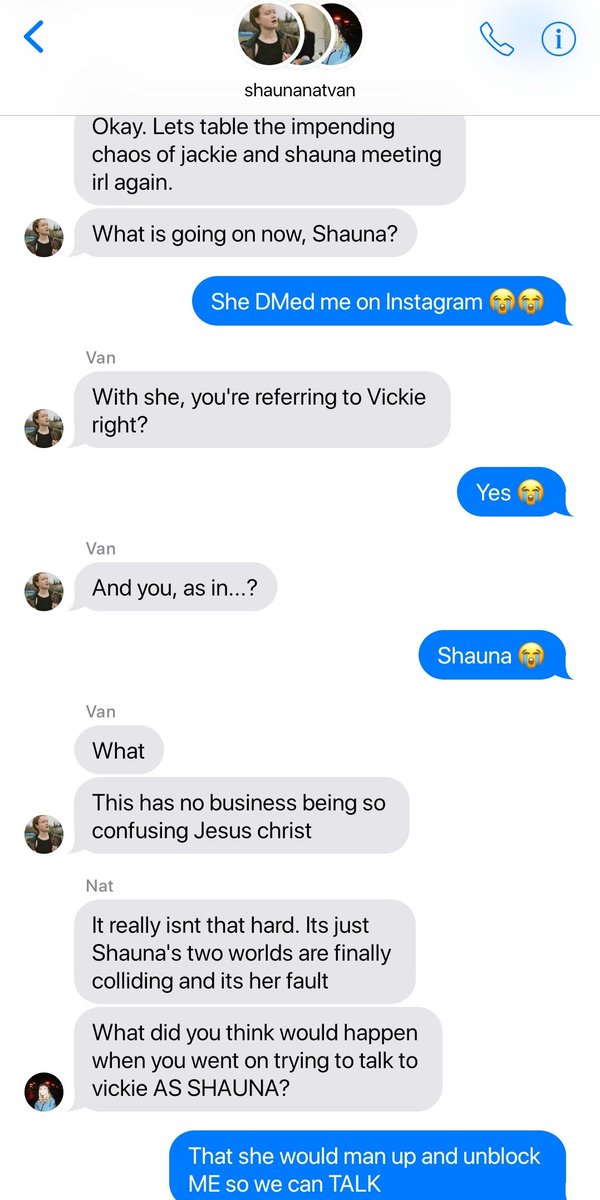 shaunanatvan
Okay. Lets table the impending
chaos of jackie and shauna meeting
irl again.
What is going on now, Shauna?
She DMed me on Instagram 😭😭
Van
With she, you're referring to Vickie
right?
Yes 😭
Van
And you, as in...?
Shauna 😭
Van
What
This has no business being so
confusing Jesus christ
Nat
It really isnt that hard. Its just
Shauna's two worlds are finally
colliding and its her fault
What did you think would happen
when you went on trying to talk to
vickie AS SHAUNA?
That she would man up and unblock
ME so we can TALK